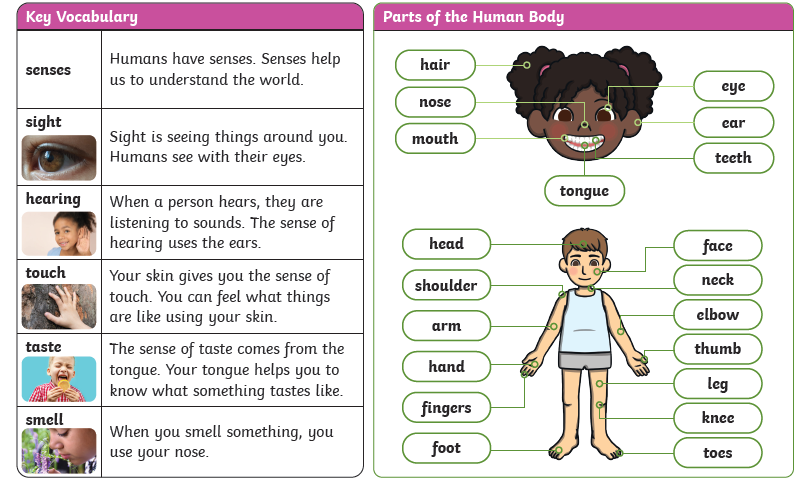 Key Vocabulary
senses
Humans have senses. Senses help
us to understand the world.
sight
Sight is seeing things around you.
Humans see with their eyes.
hearing
When a person hears, they are
listening to sounds. The sense of
hearing uses the ears.
touch
Your skin gives you the sense of
touch. You can feel what things
are like using your skin.
taste
The sense of taste comes from the
tongue. Your tongue helps you to
know what something tastes like.
smell
When you smell something, you
use your nose.
Parts of the Human Body
hair
nose
mouth
eye
ear
teeth
tongue
head
shoulder
arm
hand
fingers
foot
face
neck
elbow
thumb
leg
knee
toes